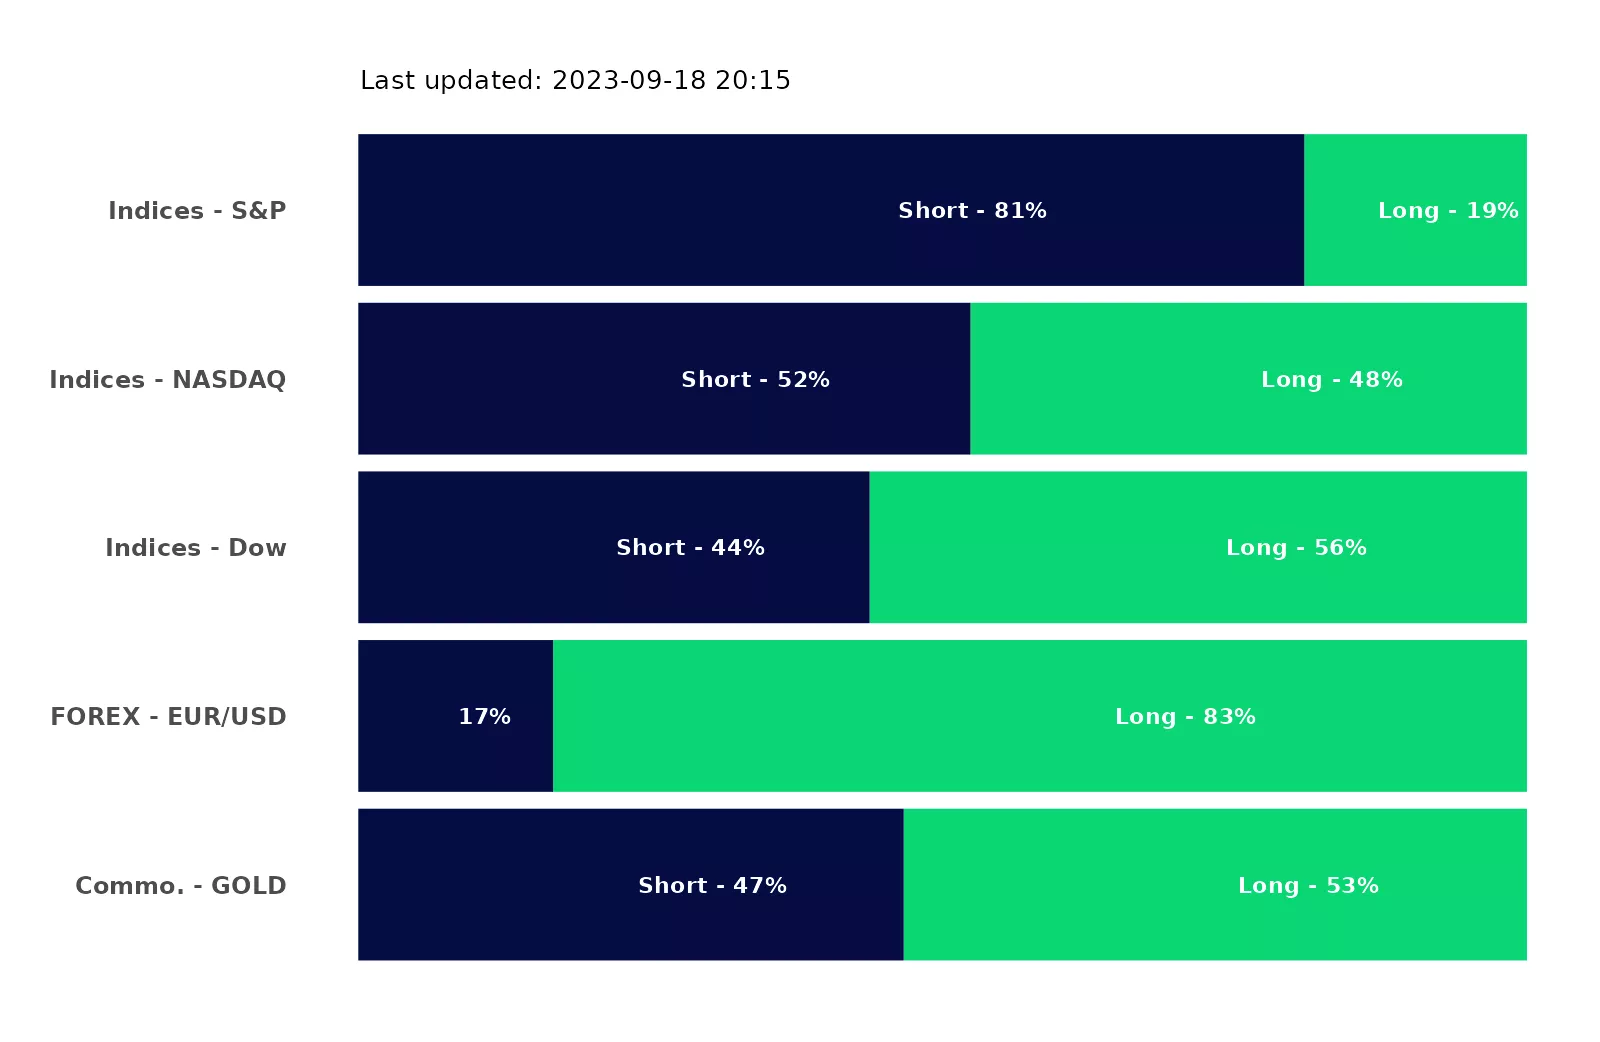 Last updated: 2023-09-18 20:15
Indices - S&P Short - 81% Long - 19%
Indices - NASDAQ Short - 52% Long - 48%
Indices - Dow Short - 44% Long - 56%
FOREX - EUR/USD 17% Long - 83%
Commo. - GOLD Short - 47% Long - 53%